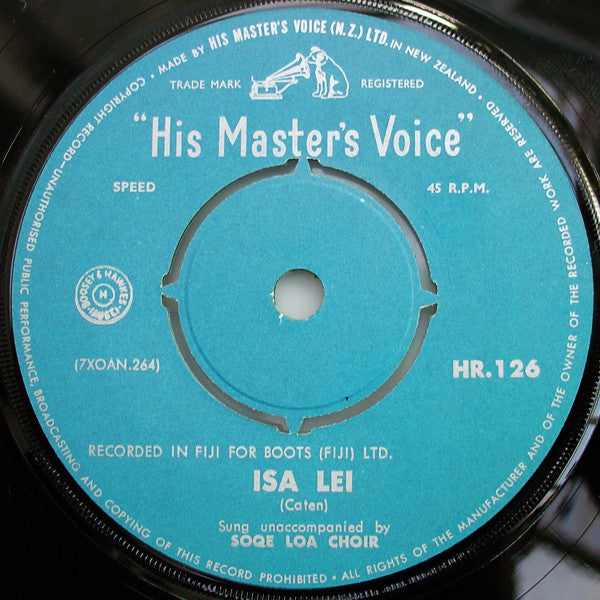 COPYRIGHT RECORD—UNAUTHORISED PUBLIC PERFORMANCE, BROADCASTING AND COPYING OF THIS RECORD PROHIBITED • ALL RIGHTS OF THE MANUFACTURER AND OF THE OWNER OF THE RECORDED WORK ARE RESERVED •
MADE BY HIS MASTER'S VOICE (N.Z.) LTD. IN NEW ZEALAND
TRADE MARK REGISTERED
"His Master's Voice"
SPEED 45 R.P.M.
BOOSEY & HAWKES
(7XOAN.264)
HR.126
RECORDED IN FIJI FOR BOOTS (FIJI) LTD.
ISA LEI
(Caten)
Sung unaccompanied by
SOQE LOA CHOIR